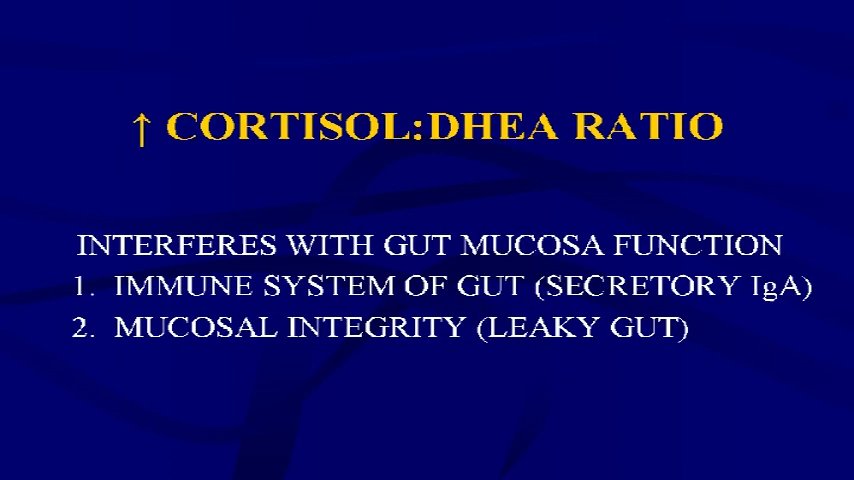 ↑ CORTISOL:DHEA RATIO
INTERFERES WITH GUT MUCOSA FUNCTION
1. IMMUNE SYSTEM OF GUT (SECRETORY IgA)
2. MUCOSAL INTEGRITY (LEAKY GUT)